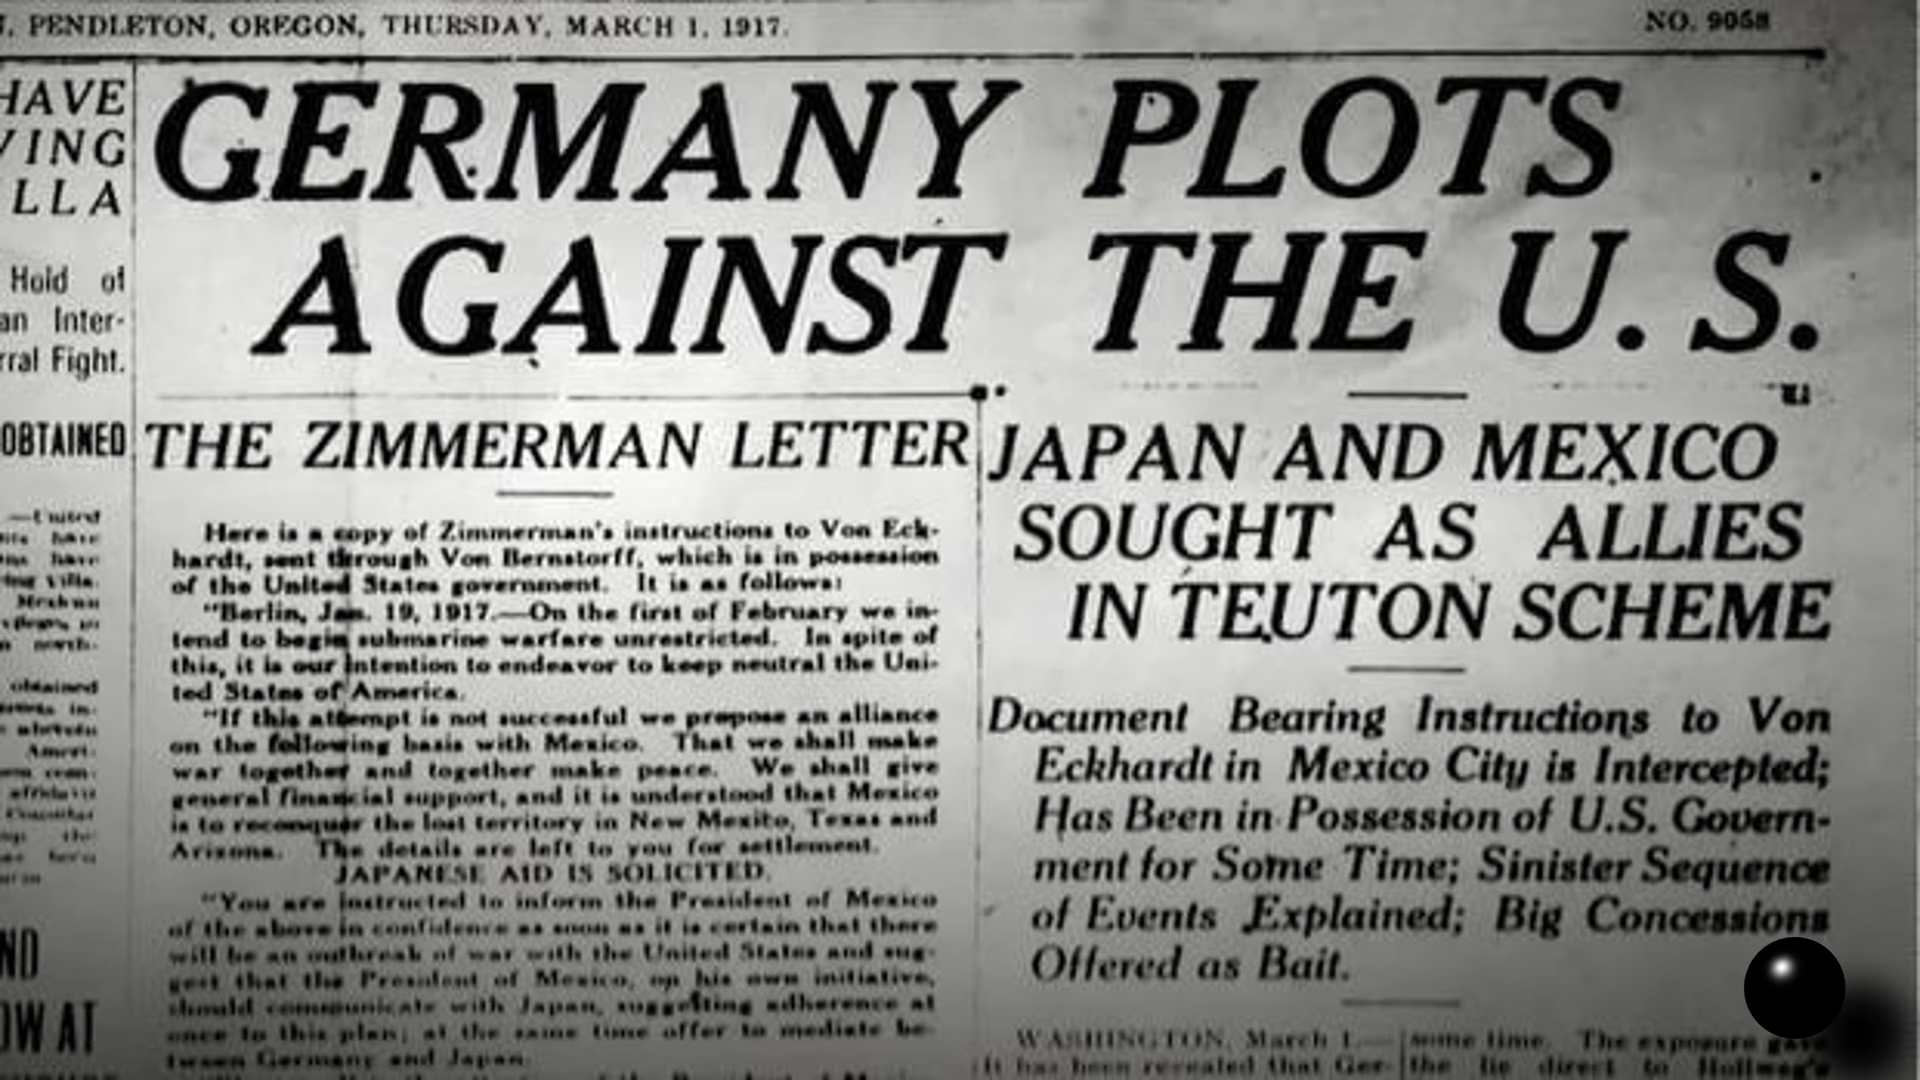 PENDLETON, OREGON, THURSDAY, MARCH 1, 1917.
NO. 9058
HAVE
VING
LLA
Hold of
an Inter-
rral Fight.
OBTAINED
ND
OW AT
GERMANY PLOTS
AGAINST THE U. S.
THE ZIMMERMAN LETTER
Here is a copy of Zimmerman's instructions to Von Eck-
hardt, sent through Von Bernstorff, which is in possession
of the United States government. It is as follows:
"Berlin, Jan. 19, 1917.—On the first of February we in-
tend to begin submarine warfare unrestricted. In spite of
this, it is our intention to endeavor to keep neutral the Uni-
ted States of America.
"If this attempt is not successful we propose an alliance
on the following basis with Mexico. That we shall make
war together and together make peace. We shall give
general financial support, and it is understood that Mexico
is to reconquer the lost territory in New Mexico, Texas and
Arizona. The details are left to you for settlement.
JAPANESE AID IS SOLICITED.
"You are instructed to inform the President of Mexico
of the above in confidence as soon as it is certain that there
will be an outbreak of war with the United States and sug-
gest that the President of Mexico, on his own initiative,
should communicate with Japan, suggesting adherence at
once to this plan; at the same time offer to mediate be-
tween Germany and Japan.
JAPAN AND MEXICO
SOUGHT AS ALLIES
IN TEUTON SCHEME
Document Bearing Instructions to Von
Eckhardt in Mexico City is Intercepted;
Has Been in Possession of U.S. Govern-
ment for Some Time; Sinister Sequence
of Events Explained; Big Concessions
Offered as Bait.
WASHINGTON, March 1.—
It has been revealed that Ger-
some time. The exposure gave
the lie direct to Hollweg's